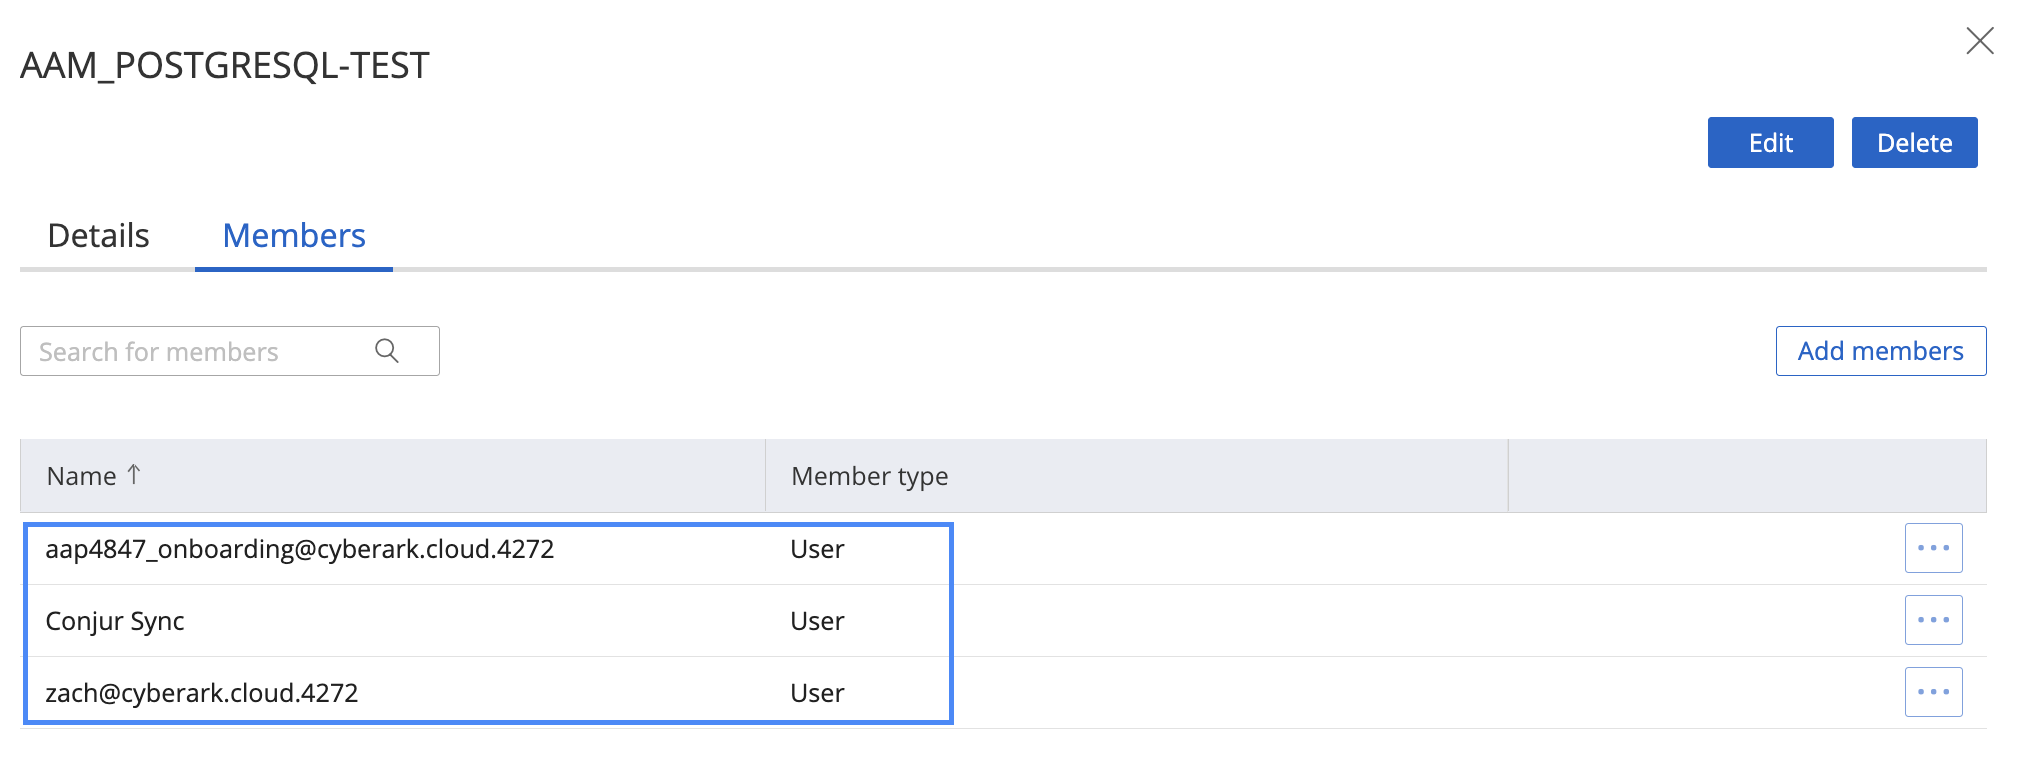 AAM_POSTGRESQL-TEST
Edit Delete
Details Members
Search for members Add members
Name ↑ Member type
aap4847_onboarding@cyberark.cloud.4272 User
Conjur Sync User
zach@cyberark.cloud.4272 User